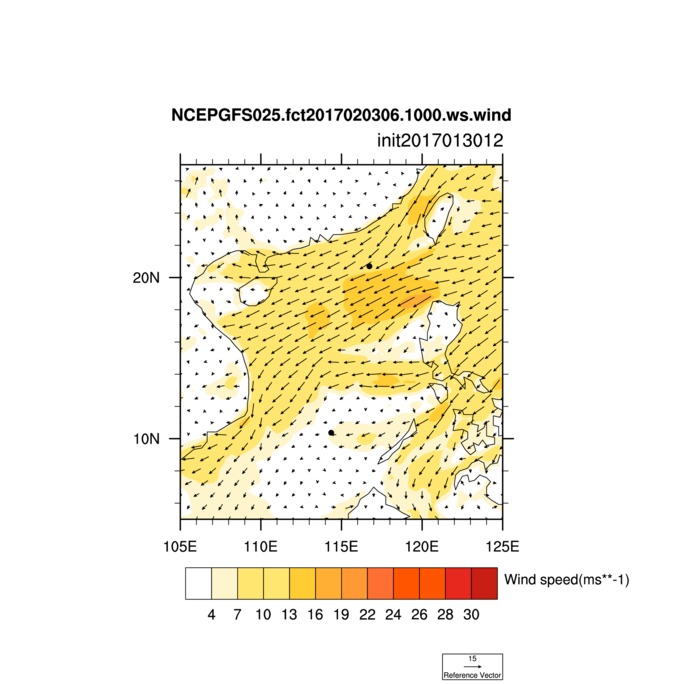 NCEPGFS025.fct2017020306.1000.ws.wind
init2017013012
20N
10N
105E 110E 115E 120E 125E
Wind speed(ms**-1)
4 7 10 13 16 19 22 24 26 28 30
15
Reference Vector